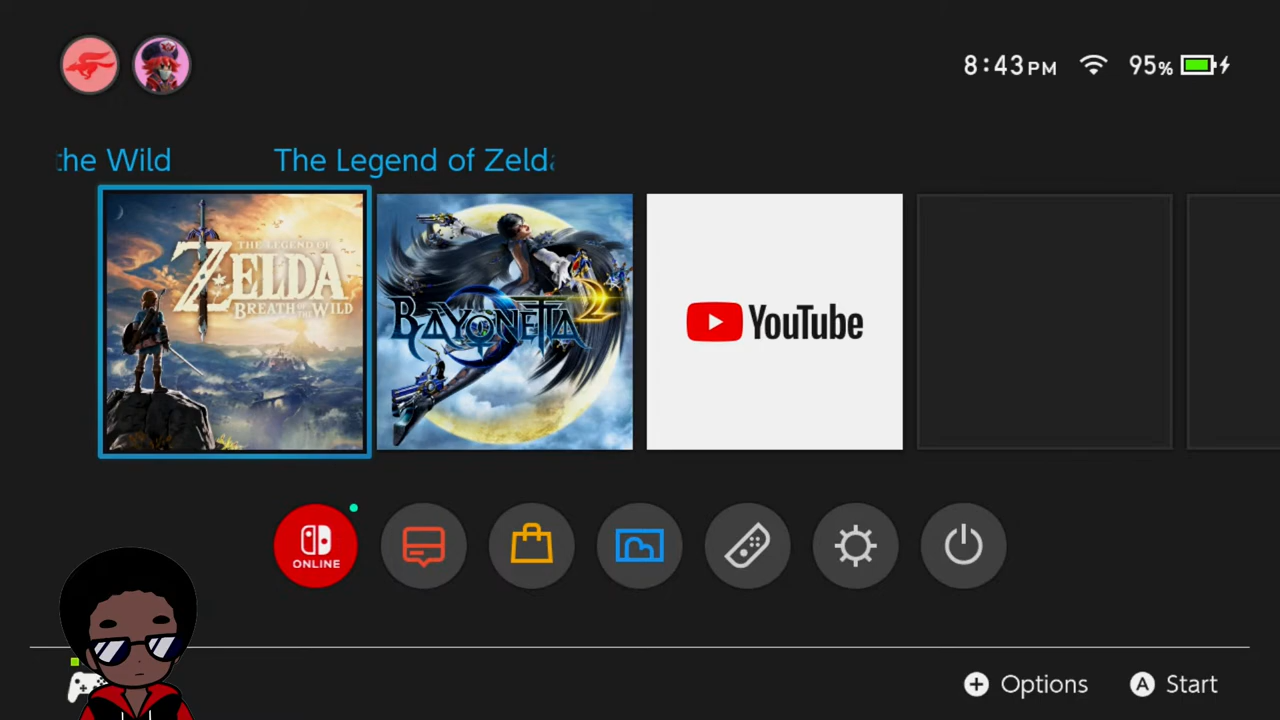 8:43PM 95%
the Wild The Legend of Zelda
THE LEGEND OF
ZELDA
BREATH OF THE WILD
BAYONETTA 2
YouTube
ONLINE
+ Options A Start